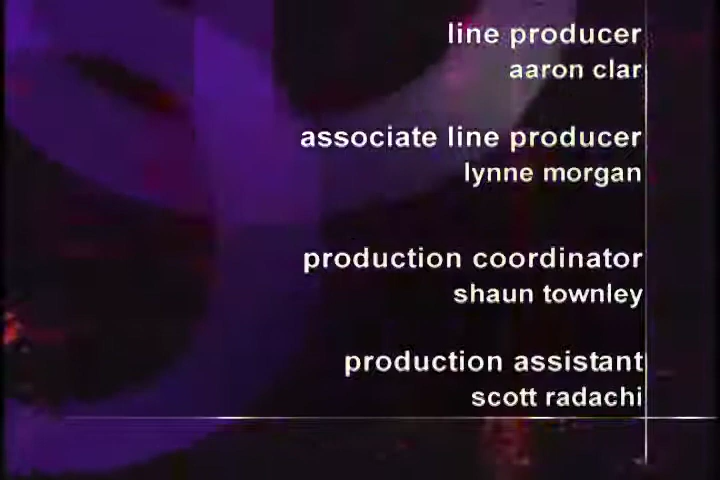 line producer
aaron clar
associate line producer
lynne morgan
production coordinator
shaun townley
production assistant
scott radachi